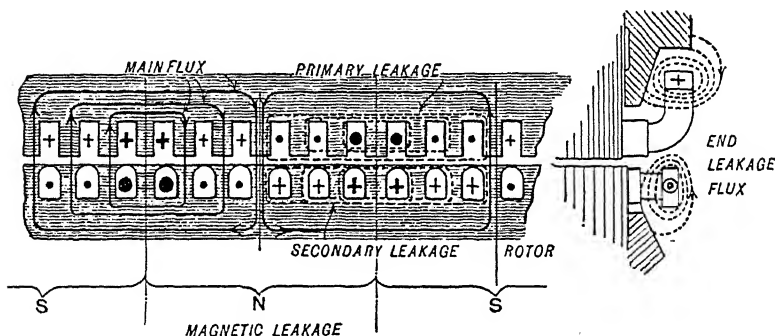 MAIN FLUX
PRIMARY LEAKAGE
END
LEAKAGE
FLUX
SECONDARY LEAKAGE
ROTOR
S
N
S
MAGNETIC LEAKAGE